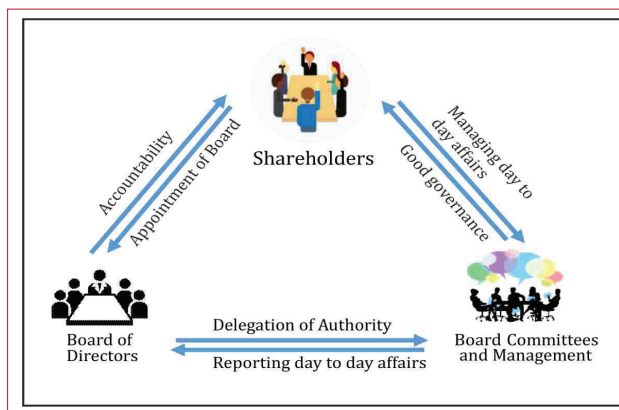 Shareholders
Accountability
Appointment of Board
Managing day to
day affairs
Good governance
Board of
Directors
Delegation of Authority
Reporting day to day affairs
Board Committees
and Management